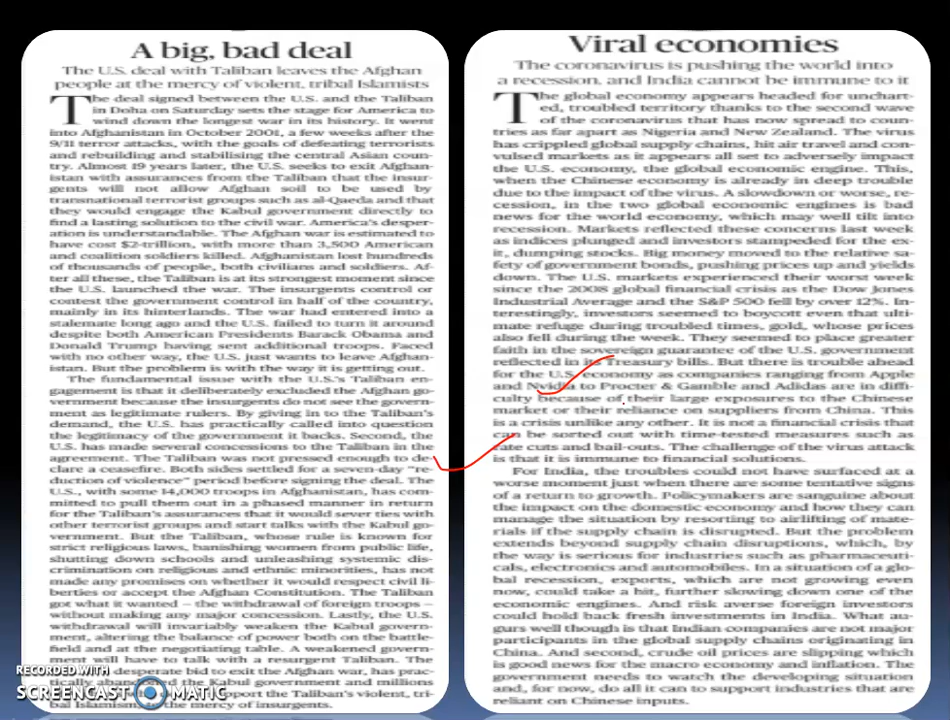 A big, bad deal
The U.S. deal with Taliban leaves the Afghan
people at the mercy of violent, tribal Islamists
The deal signed between the U.S. and the Taliban
in Doha on Saturday sets the stage for America to
wind down the longest war in its history. It went
into Afghanistan in October 2001, a few weeks after the
9/11 terror attacks, with the goals of defeating terrorists
and rebuilding and stabilising the central Asian coun-
try. Almost 19 years later, the U.S. seeks to exit Afghan-
istan with assurances from the Taliban that the insur-
gents will not allow Afghan soil to be used by
transnational terrorist groups such as al-Qaeda and that
they would engage the Kabul government directly to
find a lasting solution to the civil war. America's desper-
ation is understandable. The Afghan war is estimated to
have cost $2-trillion, with more than 3,500 American
and coalition soldiers killed. Afghanistan lost hundreds
of thousands of people, both civilians and soldiers. Af-
ter all these, the Taliban is at its strongest moment since
the U.S. launched the war. The insurgents control or
contest the government control in half of the country,
mainly in its hinterlands. The war had entered into a
stalemate long ago and the U.S. failed to turn it around
despite both American Presidents Barack Obama and
Donald Trump having sent additional troops. Faced
with no other way, the U.S. just wants to leave Afghan-
istan. But the problem is with the way it is getting out.
The fundamental issue with the U.S.'s Taliban en-
gagement is that it deliberately excluded the Afghan go-
vernment because the insurgents do not see the govern-
ment as legitimate rulers. By giving in to the Taliban's
demand, the U.S. has practically called into question
the legitimacy of the government it backs. Second, the
U.S. has made several concessions to the Taliban in the
agreement. The Taliban was not pressed enough to de-
clare a ceasefire. Both sides settled for a seven-day "re-
duction of violence" period before signing the deal. The
U.S., with some 14,000 troops in Afghanistan, has com-
mitted to pull them out in a phased manner in return
for the Taliban's assurances that it would sever ties with
other terrorist groups and start talks with the Kabul go-
vernment. But the Taliban, whose rule is known for
strict religious laws, banishing women from public life,
shutting down schools and unleashing systemic dis-
crimination on religious and ethnic minorities, has not
made any promises on whether it would respect civil li-
berties or accept the Afghan Constitution. The Taliban
got what it wanted – the withdrawal of foreign troops –
without making any major concession. Lastly, the U.S.
withdrawal will invariably weaken the Kabul govern-
ment, altering the balance of power both on the battle-
field and at the negotiating table. A weakened govern-
ment will have to talk with a resurgent Taliban. The
desperate bid to exit the Afghan war, has prac-
tically abandoned the Kabul government and millions
support the Taliban's violent, tri-
bal Islamism, to the mercy of insurgents.
RECORDED WITH
SCREENCAST MATIC
Viral economies
The coronavirus is pushing the world into
a recession, and India cannot be immune to it
The global economy appears headed for unchart-
ed, troubled territory thanks to the second wave
of the coronavirus that has now spread to coun-
tries as far apart as Nigeria and New Zealand. The virus
has crippled global supply chains, hit air travel and con-
vulsed markets as it appears all set to adversely impact
the U.S. economy, the global economic engine. This,
when the Chinese economy is already in deep trouble
due to the impact of the virus. A slowdown or worse, re-
cession, in the two global economic engines is bad
news for the world economy, which may well tilt into
recession. Markets reflected these concerns last week
as indices plunged and investors stampeded for the ex-
it, dumping stocks. Big money moved to the relative sa-
fety of government bonds, pushing prices up and yields
down. The U.S. markets experienced their worst week
since the 2008 global financial crisis as the Dow Jones
Industrial Average and the S&P 500 fell by over 12%. In-
terestingly, investors seemed to boycott even that ulti-
mate refuge during troubled times, gold, whose prices
also fell during the week. They seemed to place greater
faith in the sovereign guarantee of the U.S. government
reflected in its Treasury bills. But there is trouble ahead
for the U.S. economy as companies ranging from Apple
and Nvidia to Procter & Gamble and Adidas are in diffi-
culty because of their large exposures to the Chinese
market or their reliance on suppliers from China. This
is a crisis unlike any other. It is not a financial crisis that
can be sorted out with time-tested measures such as
rate cuts and bail-outs. The challenge of the virus attack
is that it is immune to financial solutions.
For India, the troubles could not have surfaced at a
worse moment just when there are some tentative signs
of a return to growth. Policymakers are sanguine about
the impact on the domestic economy and how they can
manage the situation by resorting to airlifting of mate-
rials if the supply chain is disrupted. But the problem
extends beyond supply chain disruptions, which, by
the way is serious for industries such as pharmaceuti-
cals, electronics and automobiles. In a situation of a glo-
bal recession, exports, which are not growing even
now, could take a hit, further slowing down one of the
economic engines. And risk averse foreign investors
could hold back fresh investments in India. What au-
gurs well though is that Indian companies are not major
participants in the global supply chains originating in
China. And second, crude oil prices are slipping which
is good news for the macro economy and inflation. The
government needs to watch the developing situation
and, for now, do all it can to support industries that are
reliant on Chinese inputs.